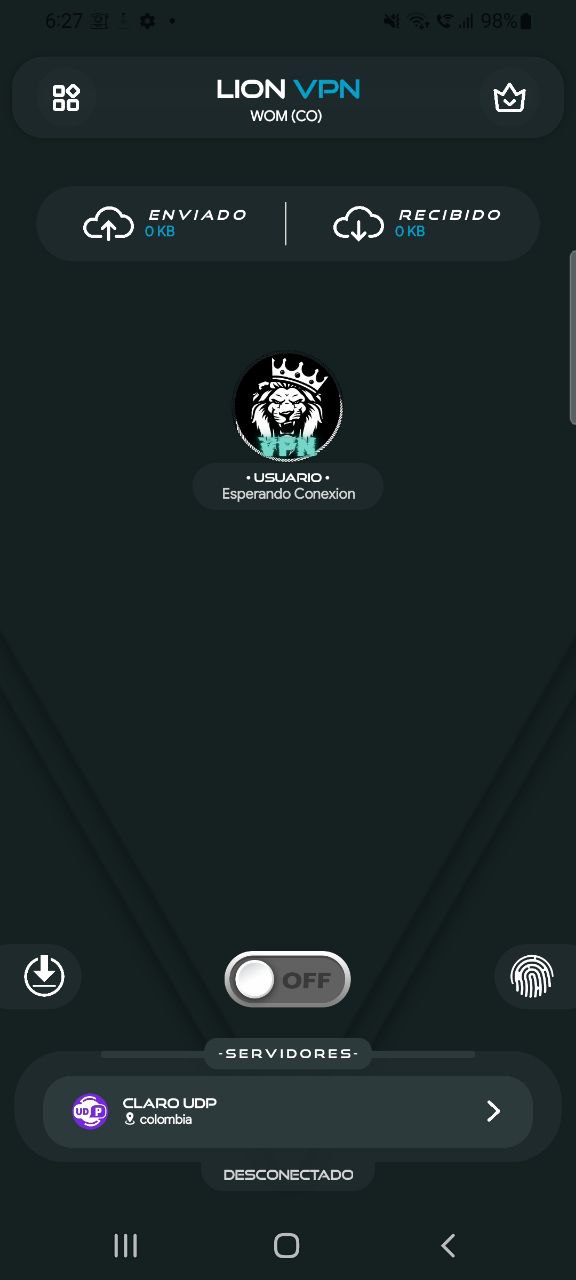 6:27
98%
LION VPN
WOM (CO)
ENVIADO
0 KB
RECIBIDO
0 KB
VPN
• USUARIO •
Esperando Conexion
OFF
-SERVIDORES-
UDP
CLARO UDP
colombia
DESCONECTADO